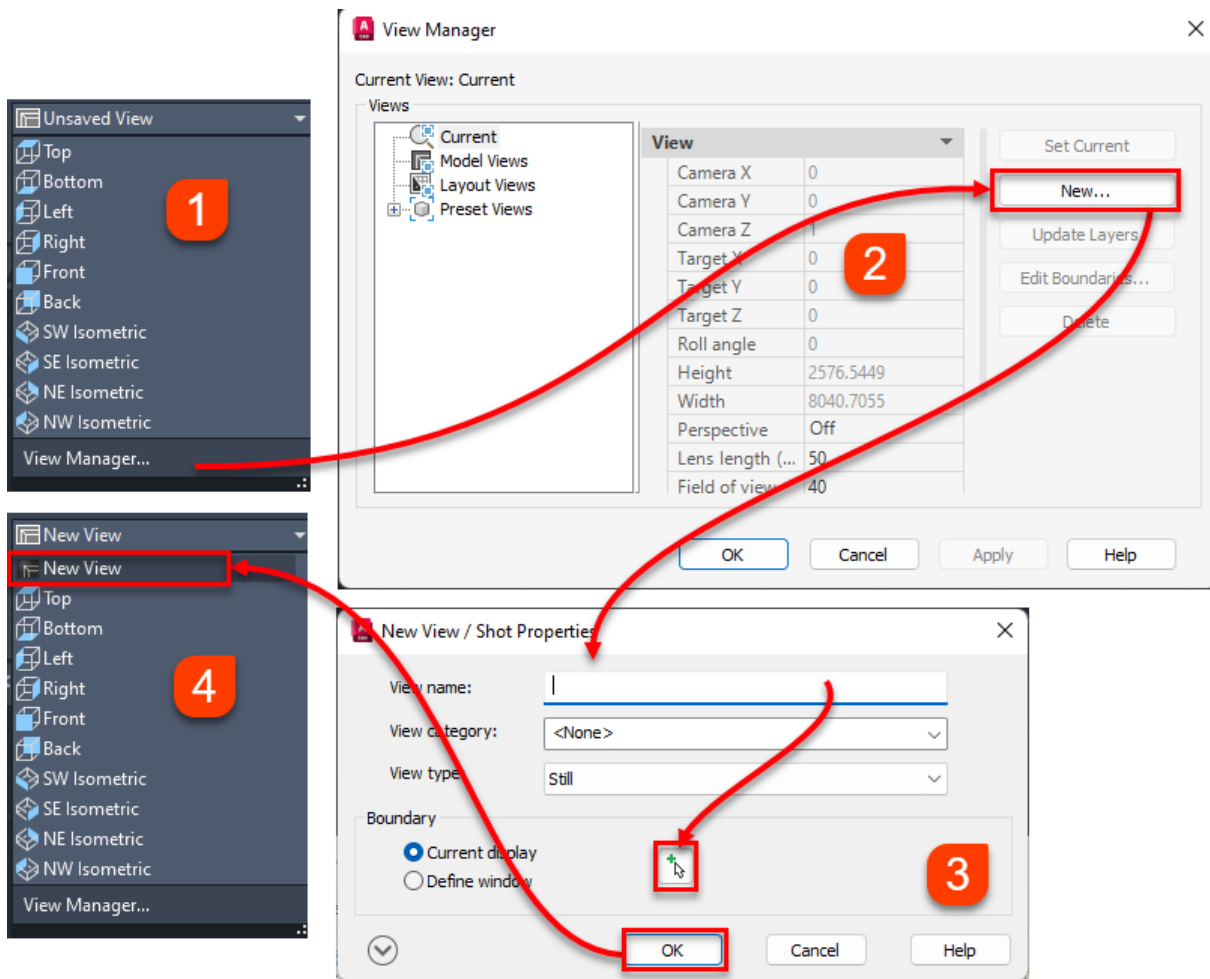 Unsaved View
Top
Bottom
Left
Right
Front
Back
SW Isometric
SE Isometric
NE Isometric
NW Isometric
View Manager...
1
A
CAD
View Manager
Current View: Current
Views
Current
Model Views
Layout Views
Preset Views
View
Camera X 0
Camera Y 0
Camera Z 1
Target X 0
Target Y 0
Target Z 0
Roll angle 0
Height 2576.5449
Width 8040.7055
Perspective Off
Lens length (... 50
Field of view 40
Set Current
New...
Update Layers
Edit Boundaries...
Delete
2
OK Cancel Apply Help
A
CAD
New View / Shot Properties
View name:
View category: <None>
View type: Still
Boundary
Current display
Define window
3
OK Cancel Help
New View
New View
Top
Bottom
Left
Right
Front
Back
SW Isometric
SE Isometric
NE Isometric
NW Isometric
View Manager...
4